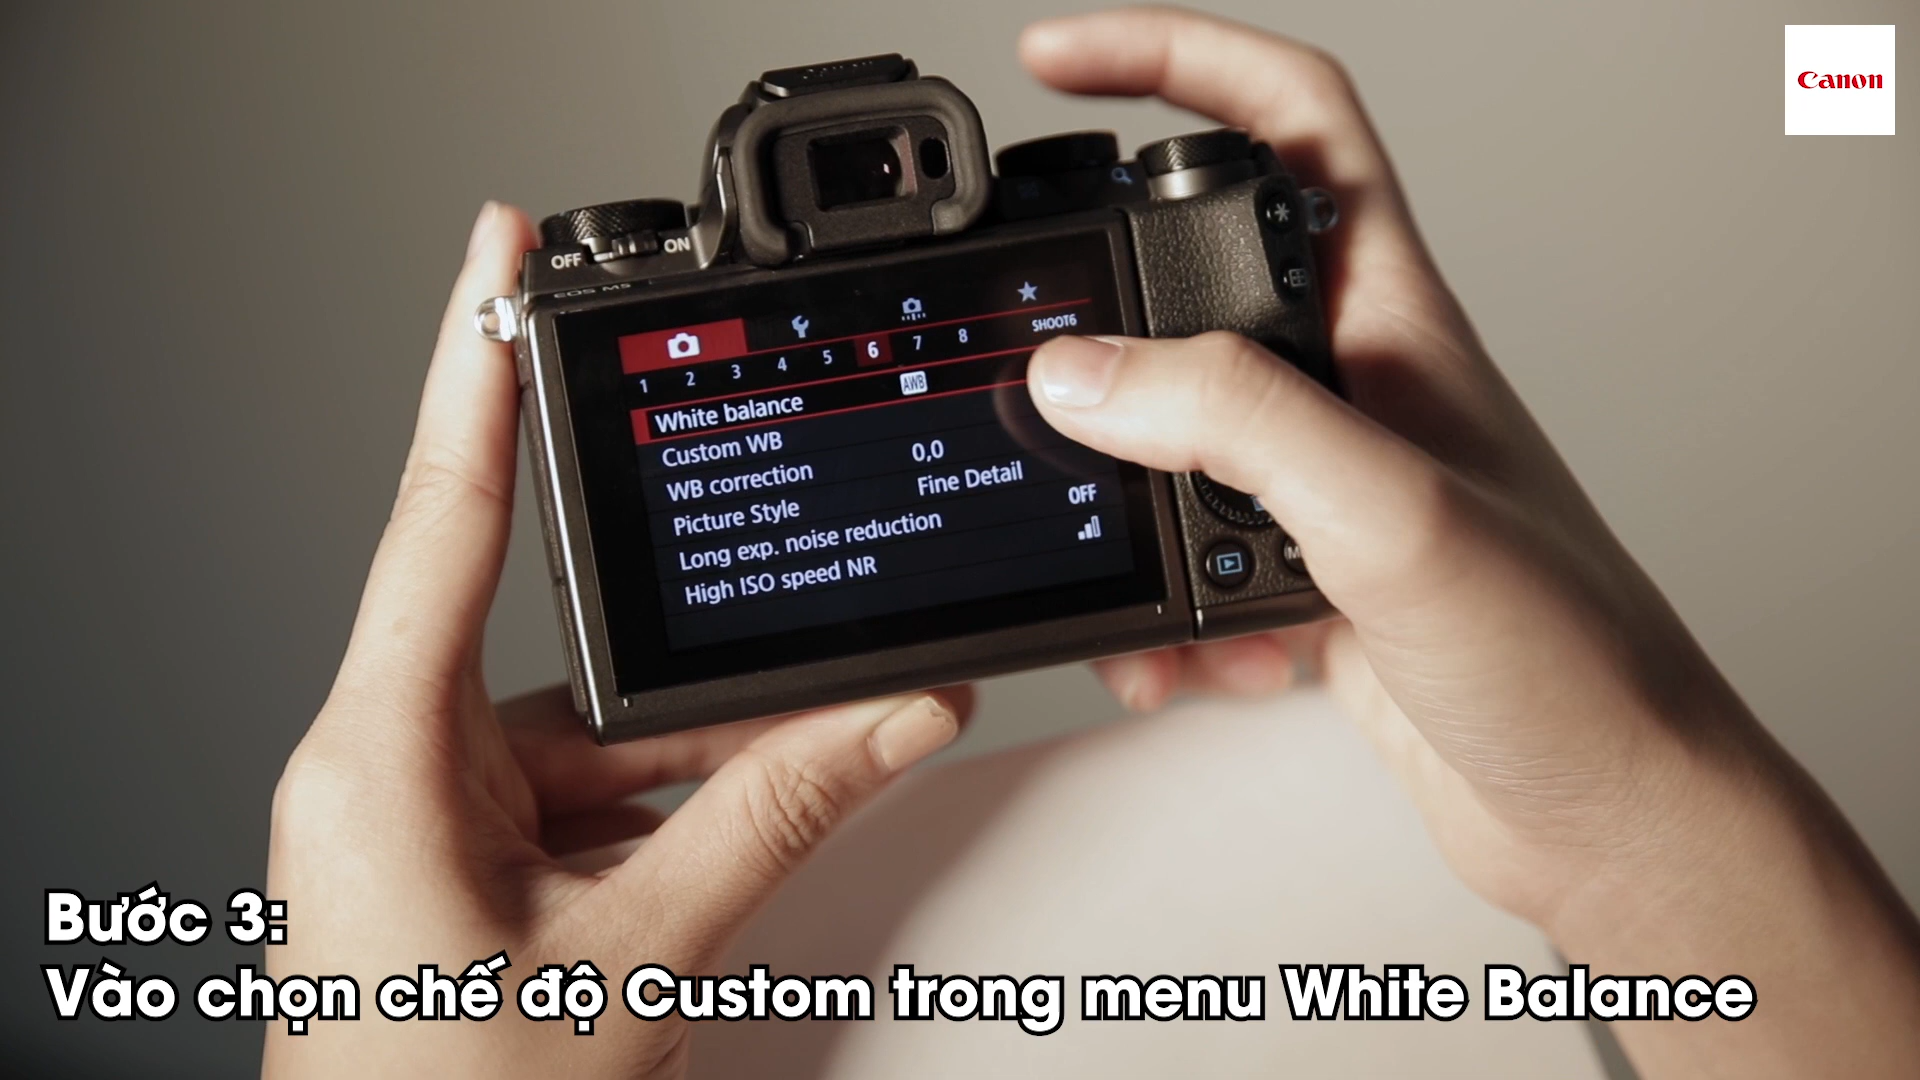 Canon
OFF ON
EOS M5
1 2 3 4 5 6 7 8 SHOOT6
White balance AWB
Custom WB
WB correction 0,0
Picture Style Fine Detail
Long exp. noise reduction OFF
High ISO speed NR
Bước 3:
Vào chọn chế độ Custom trong menu White Balance